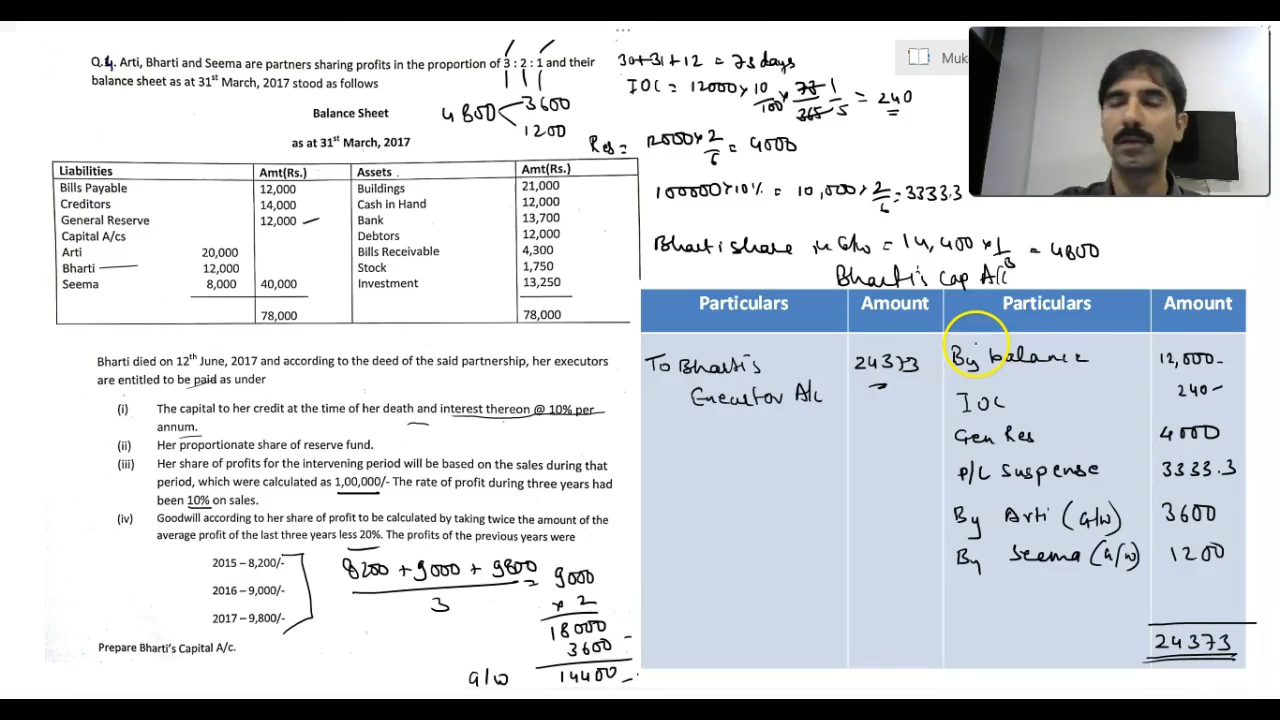 Q.4. Arti, Bharti and Seema are partners sharing profits in the proportion of 3 : 2 : 1 and their
balance sheet as at 31st March, 2017 stood as follows
Balance Sheet
as at 31st March, 2017
4800 < 3600
1200
Liabilities Amt(Rs.) Assets Amt(Rs.)
Bills Payable 12,000 Buildings 21,000
Creditors 14,000 Cash in Hand 12,000
General Reserve 12,000 Bank 13,700
Capital A/cs Debtors 12,000
Arti 20,000 Bills Receivable 4,300
Bharti 12,000 Stock 1,750
Seema 8,000 40,000 Investment 13,250
78,000 78,000
Bharti died on 12th June, 2017 and according to the deed of the said partnership, her executors
are entitled to be paid as under
(i) The capital to her credit at the time of her death and interest thereon @ 10% per
annum.
(ii) Her proportionate share of reserve fund.
(iii) Her share of profits for the intervening period will be based on the sales during that
period, which were calculated as 1,00,000/- The rate of profit during three years had
been 10% on sales.
(iv) Goodwill according to her share of profit to be calculated by taking twice the amount of the
average profit of the last three years less 20%. The profits of the previous years were
2015 – 8,200/-
2016 – 9,000/-
2017 – 9,800/-
Prepare Bharti's Capital A/c.
8200 + 9000 + 9800 = 9000
3
× 2
18000
3600 -
G/W 14400 -
30+31+12 = 73 days
IOC = 12000 × 10/100 × 73/365 1/5 = 240
Res = 12000 × 2/6 = 4000
100000 × 10% = 10,000 × 2/6 = 3333.3
Bharti share in G/w = 14,400 × 1/3 = 4800
Bharti's Cap A/c
Muk
Particulars Amount Particulars Amount
To Bharti's 24373 By balance 12,000-
Executor A/c IOC 240-
Gen Res 4000
P/L Suspense 3333.3
By Arti (G/w) 3600
By Seema (G/w) 1200
24373